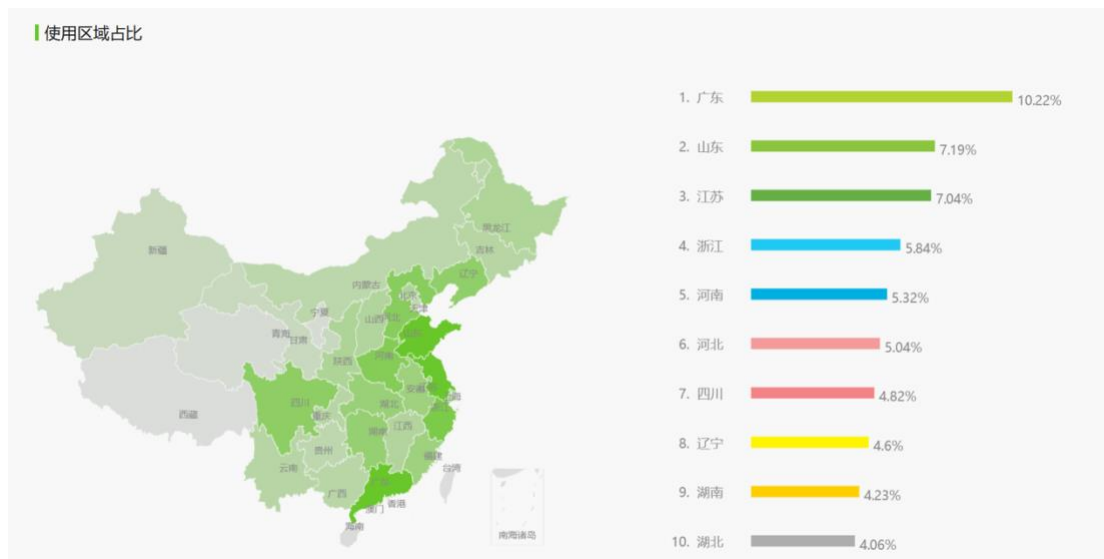 使用区域占比
1. 广东 10.22%
2. 山东 7.19%
3. 江苏 7.04%
4. 浙江 5.84%
5. 河南 5.32%
6. 河北 5.04%
7. 四川 4.82%
8. 辽宁 4.6%
9. 湖南 4.23%
10. 湖北 4.06%
黑龙江
新疆
吉林
辽宁
内蒙古
北京
天津
宁夏
山西
河北
青海
甘肃
河南
陕西
安徽
四川
湖北
重庆
西藏
江西
湖南
贵州
福建
云南
台湾
广西
香港
澳门
海南
南海诸岛